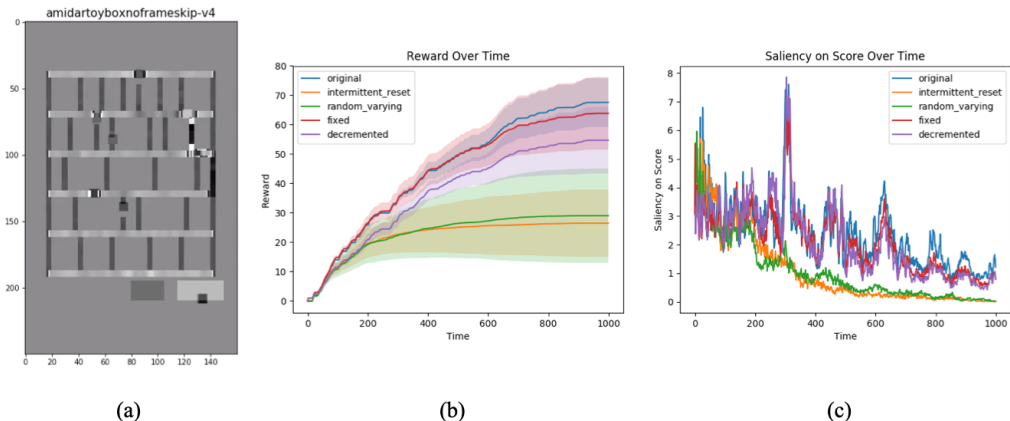 amidartoyboxnoframeskip-v4
0
50
100
150
200
0 20 40 60 80 100 120 140
(a)
Reward Over Time
original
intermittent_reset
random_varying
fixed
decremented
Reward
80
70
60
50
40
30
20
10
0
0 200 400 600 800 1000
Time
(b)
Saliency on Score Over Time
original
intermittent_reset
random_varying
fixed
decremented
Saliency on Score
8
7
6
5
4
3
2
1
0
0 200 400 600 800 1000
Time
(c)